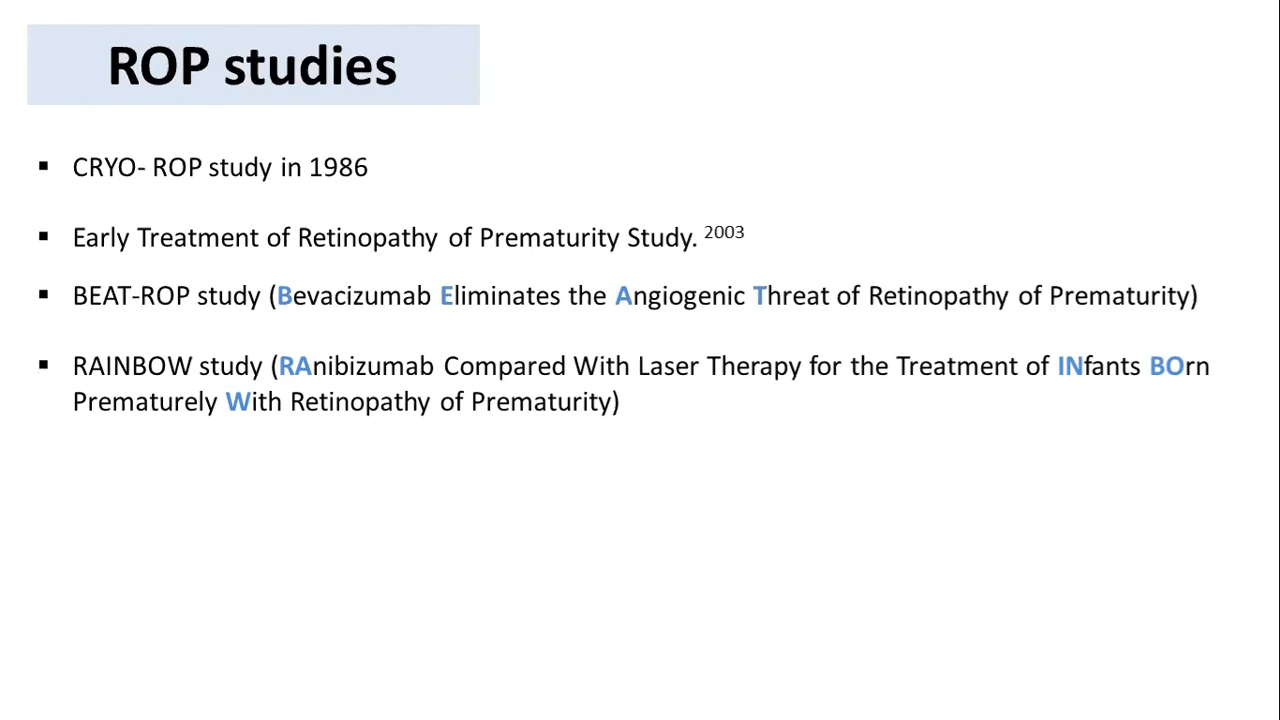 ROP studies
▪ CRYO- ROP study in 1986
▪ Early Treatment of Retinopathy of Prematurity Study. 2003
▪ BEAT-ROP study (Bevacizumab Eliminates the Angiogenic Threat of Retinopathy of Prematurity)
▪ RAINBOW study (RAnibizumab Compared With Laser Therapy for the Treatment of INfants BOrn
Prematurely With Retinopathy of Prematurity)